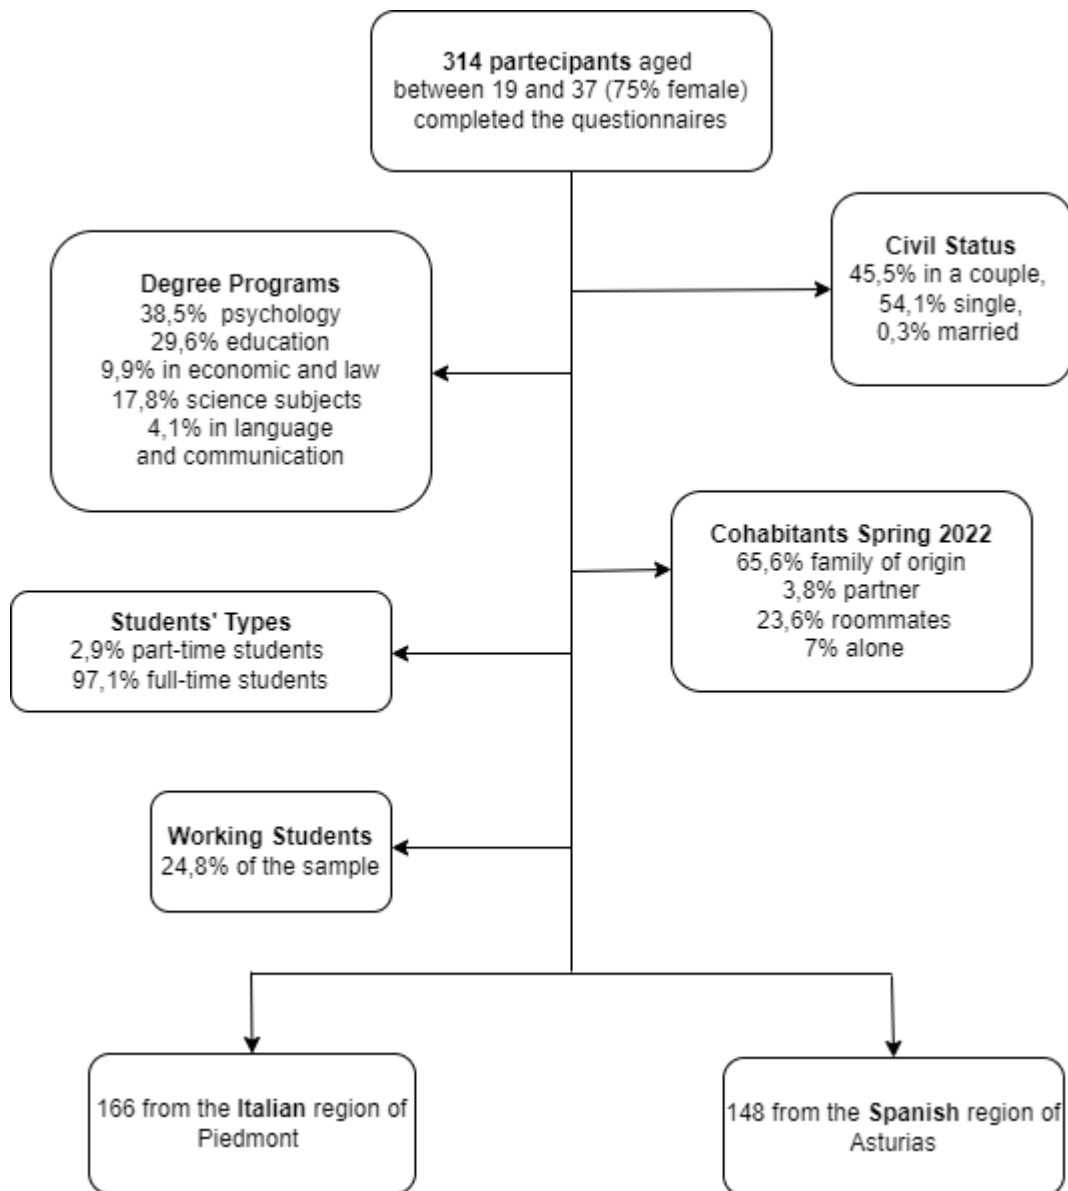 314 partecipants aged
between 19 and 37 (75% female)
completed the questionnaires
Civil Status
45,5% in a couple,
54,1% single,
0,3% married
Degree Programs
38,5% psychology
29,6% education
9,9% in economic and law
17,8% science subjects
4,1% in language
and communication
Cohabitants Spring 2022
65,6% family of origin
3,8% partner
23,6% roommates
7% alone
Students' Types
2,9% part-time students
97,1% full-time students
Working Students
24,8% of the sample
166 from the Italian region of
Piedmont
148 from the Spanish region of
Asturias